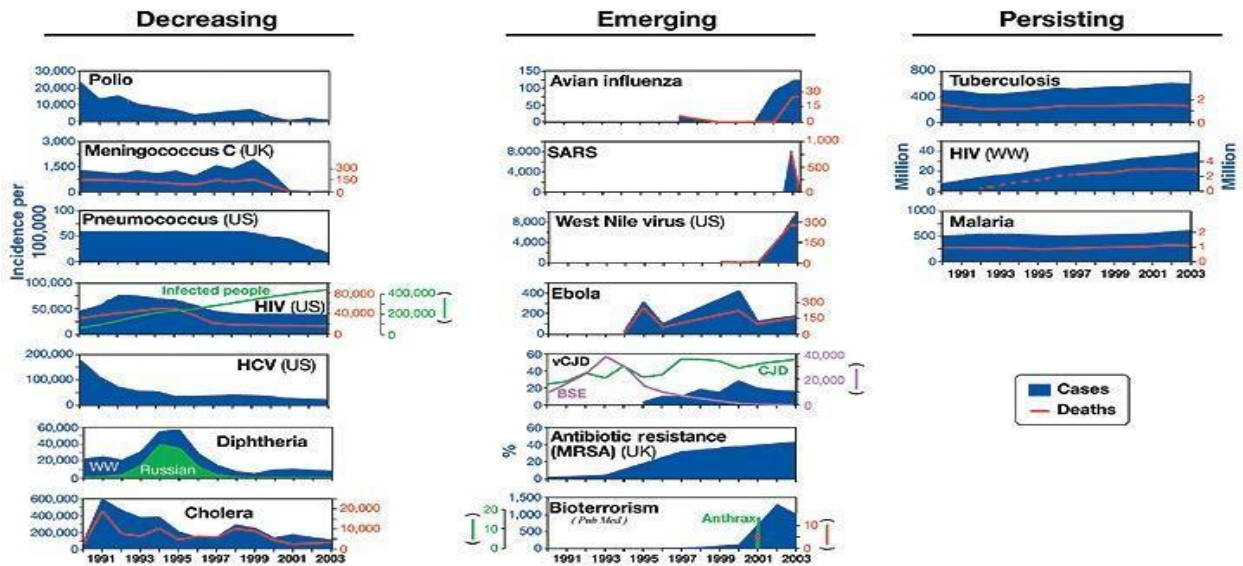 Decreasing
Emerging
Persisting
Incidence per
100,000
30,000
20,000
10,000
0
Polio
3,000
1,500
0
Meningococcus C (UK)
300
150
0
100
50
0
Pneumococcus (US)
100,000
50,000
0
Infected people
HIV (US)
80,000
40,000
0
400,000
200,000
0
200,000
100,000
0
HCV (US)
60,000
40,000
20,000
0
Diphtheria
WW
Russian
600,000
400,000
200,000
0
Cholera
20,000
10,000
0
1991 1993 1995 1997 1999 2001 2003
150
100
50
0
Avian influenza
30
15
0
8,000
4,000
SARS
1,000
500
0
8,000
4,000
0
West Nile virus (US)
300
150
0
400
200
0
Ebola
300
150
0
60
40
20
0
vCJD
BSE
CJD
40,000
20,000
0
%
60
40
20
0
Antibiotic resistance
(MRSA) (UK)
20
10
0
1,500
1,000
500
0
Bioterrorism
(Pub Med)
Anthrax
10
0
1991 1993 1995 1997 1999 2001 2003
Million
800
400
0
Tuberculosis
2
1
0
40
20
0
HIV (WW)
4
2
0
1000
500
0
Malaria
2
1
0
Million
1991 1993 1995 1997 1999 2001 2003
Cases
Deaths